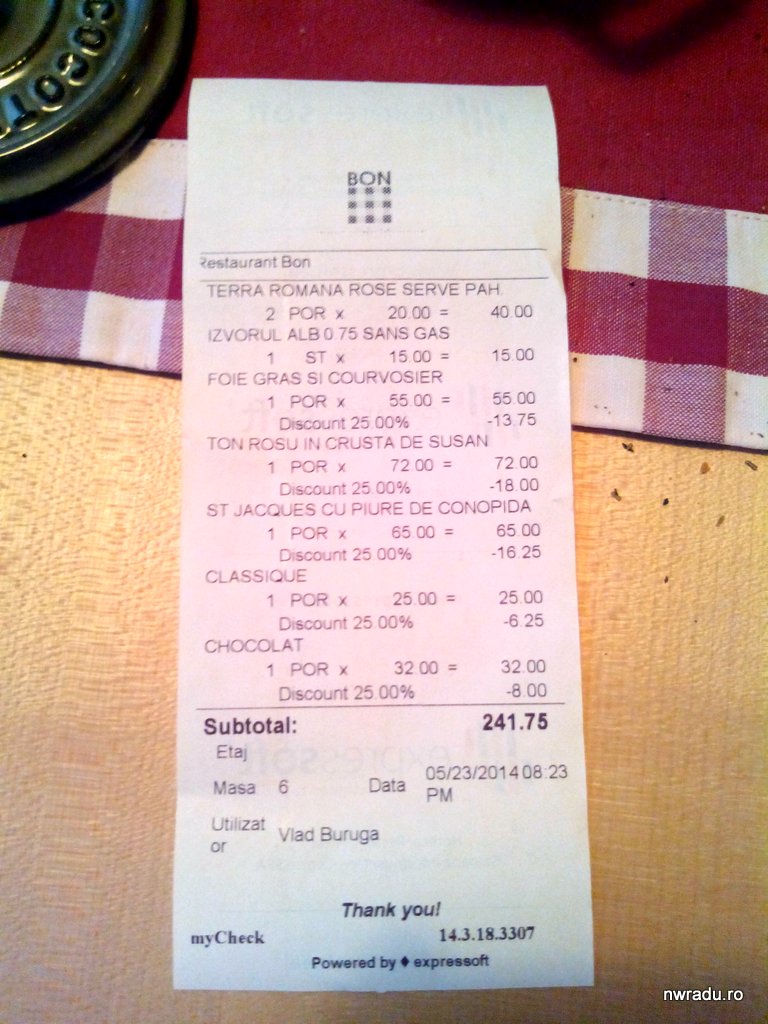 COCOT
BON
Restaurant Bon
TERRA ROMANA ROSE SERVE PAH
2 POR x 20.00 = 40.00
IZVORUL ALB 0.75 SANS GAS
1 ST x 15.00 = 15.00
FOIE GRAS SI COURVOSIER
1 POR x 55.00 = 55.00
Discount 25.00% -13.75
TON ROSU IN CRUSTA DE SUSAN
1 POR x 72.00 = 72.00
Discount 25.00% -18.00
ST JACQUES CU PIURE DE CONOPIDA
1 POR x 65.00 = 65.00
Discount 25.00% -16.25
CLASSIQUE
1 POR x 25.00 = 25.00
Discount 25.00% -6.25
CHOCOLAT
1 POR x 32.00 = 32.00
Discount 25.00% -8.00
Subtotal: 241.75
Etaj
Masa 6 Data 05/23/2014 08:23
PM
Utilizat
or Vlad Buruga
Thank you!
myCheck 14.3.18.3307
Powered by ♦ expressoft
nwradu.ro